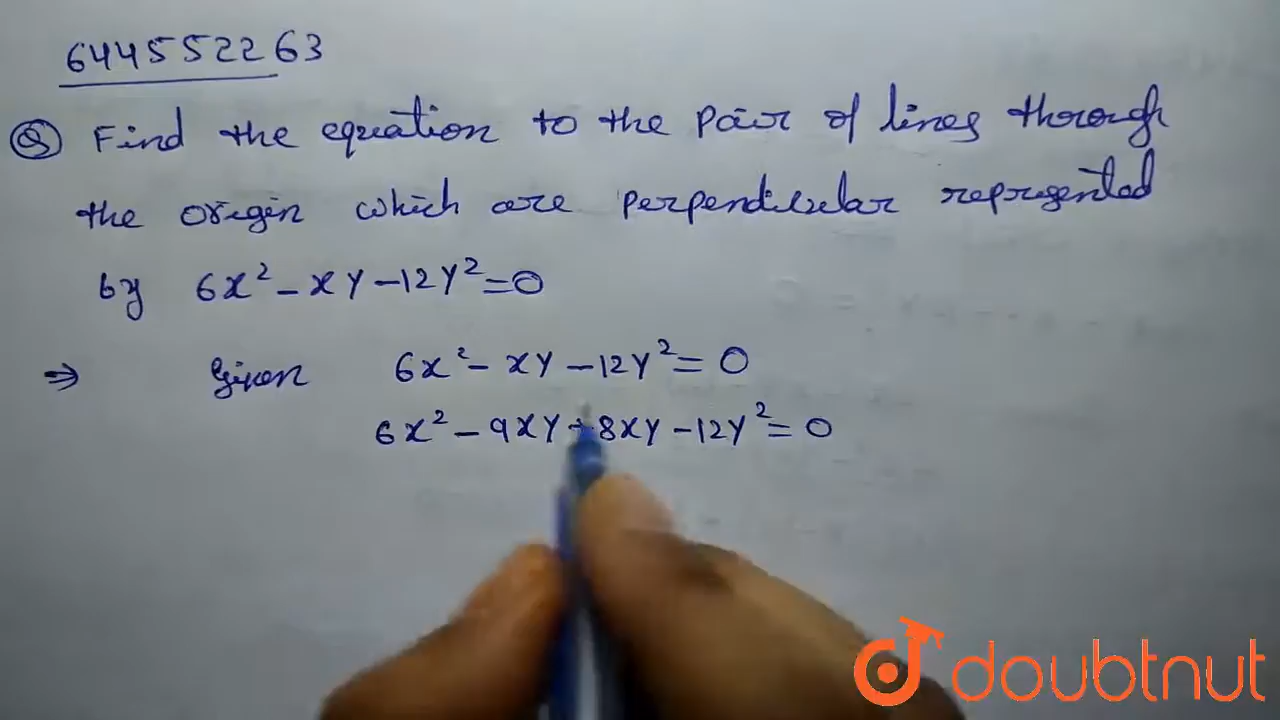 6445552263
Q Find the equation to the pair of lines through
the origin which are perpendicular represented
by 6x² - xy - 12y² = 0
⇒ Given 6x² - xy - 12y² = 0
6x² - 9xy + 8xy - 12y² = 0
doubtnut